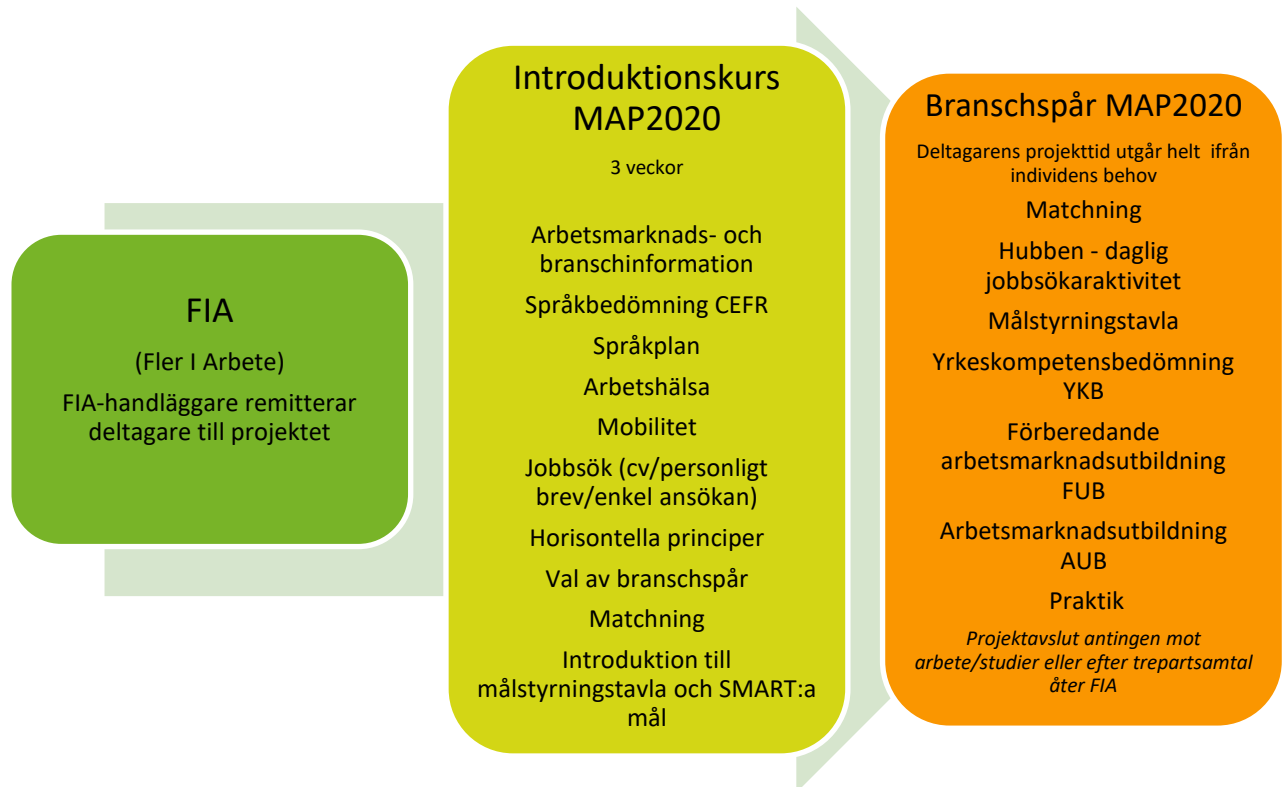 FIA
(Fler I Arbete)
FIA-handläggare remitterar
deltagare till projektet
Introduktionskurs
MAP2020
3 veckor
Arbetsmarknads- och
branschinformation
Språkbedömning CEFR
Språkplan
Arbetshälsa
Mobilitet
Jobbsök (cv/personligt
brev/enkel ansökan)
Horisontella principer
Val av branschspår
Matchning
Introduktion till
målstyrningstavla och SMART:a
mål
Branschspår MAP2020
Deltagarens projekttid utgår helt ifrån
individens behov
Matchning
Hubben - daglig
jobbsökaraktivitet
Målstyrningstavla
Yrkeskompetensbedömning
YKB
Förberedande
arbetsmarknadsutbildning
FUB
Arbetsmarknadsutbildning
AUB
Praktik
Projektavslut antingen mot
arbete/studier eller efter trepartsamtal
åter FIA